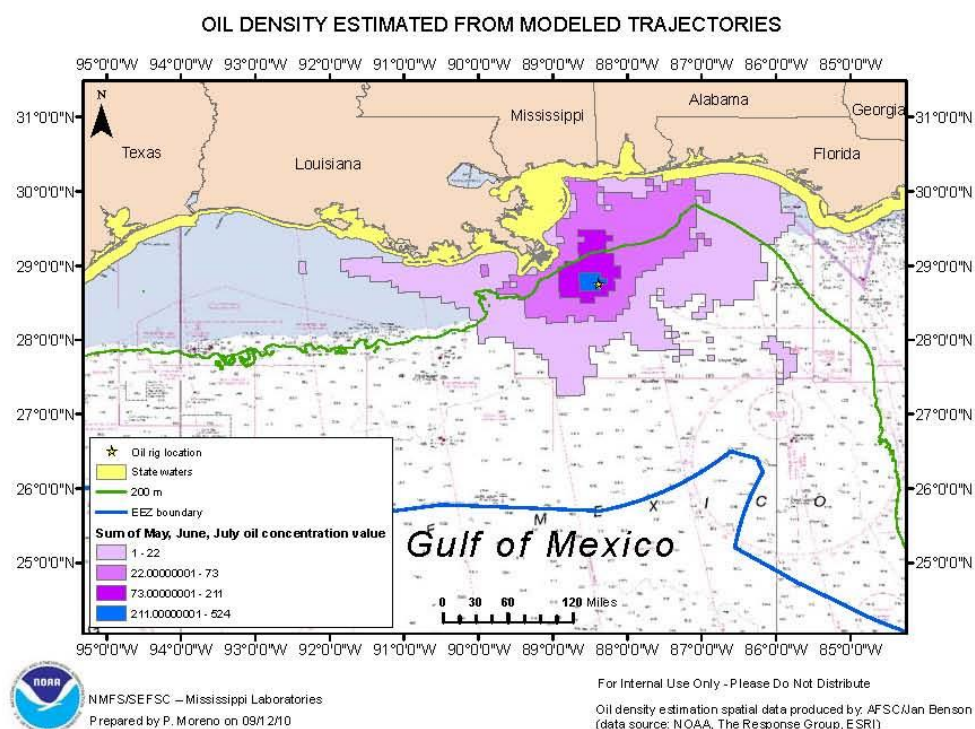 OIL DENSITY ESTIMATED FROM MODELED TRAJECTORIES
95°0'0"W 94°0'0"W 93°0'0"W 92°0'0"W 91°0'0"W 90°0'0"W 89°0'0"W 88°0'0"W 87°0'0"W 86°0'0"W 85°0'0"W
N
31°0'0"N
31°0'0"N
Texas
Louisiana
Mississippi
Alabama
Georgia
Florida
30°0'0"N
30°0'0"N
29°0'0"N
29°0'0"N
28°0'0"N
28°0'0"N
27°0'0"N
27°0'0"N
26°0'0"N
26°0'0"N
25°0'0"N
25°0'0"N
Oil rig location
State waters
200 m
EEZ boundary
Sum of May, June, July oil concentration value
1 - 22
22.00000001 - 73
73.00000001 - 211
211.00000001 - 524
F M E X I C O
Gulf of Mexico
0 30 60 120 Miles
95°0'0"W 94°0'0"W 93°0'0"W 92°0'0"W 91°0'0"W 90°0'0"W 89°0'0"W 88°0'0"W 87°0'0"W 86°0'0"W 85°0'0"W
NOAA
NMFS/SEFSC – Mississippi Laboratories
Prepared by P. Moreno on 09/12/10
For Internal Use Only - Please Do Not Distribute
Oil density estimation spatial data produced by: AFSC/Jan Benson
(data source: NOAA, The Response Group, ESRI)